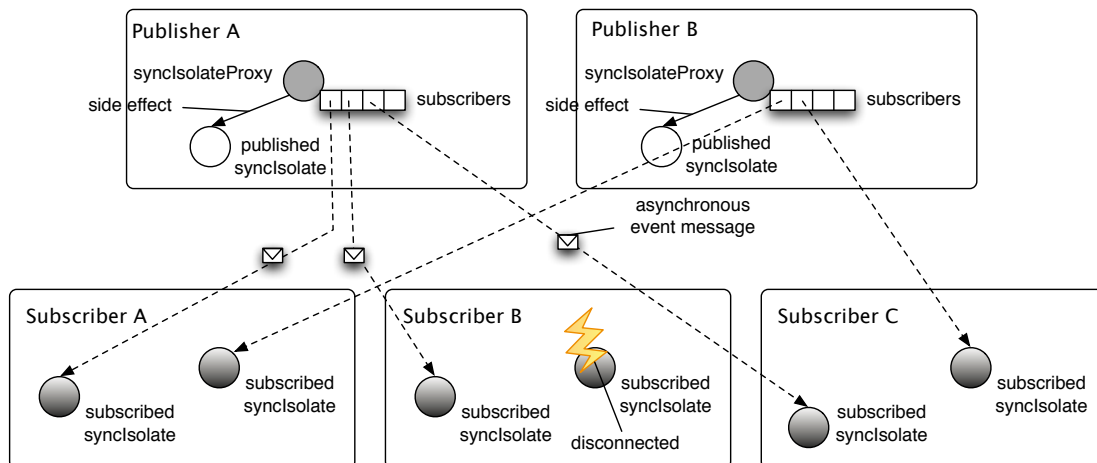 Publisher A
syncIsolateProxy
side effect
subscribers
published
syncIsolate
Publisher B
syncIsolateProxy
side effect
subscribers
published
syncIsolate
asynchronous
event message
Subscriber A
subscribed
syncIsolate
subscribed
syncIsolate
Subscriber B
subscribed
syncIsolate
subscribed
syncIsolate
disconnected
Subscriber C
subscribed
syncIsolate
subscribed
syncIsolate